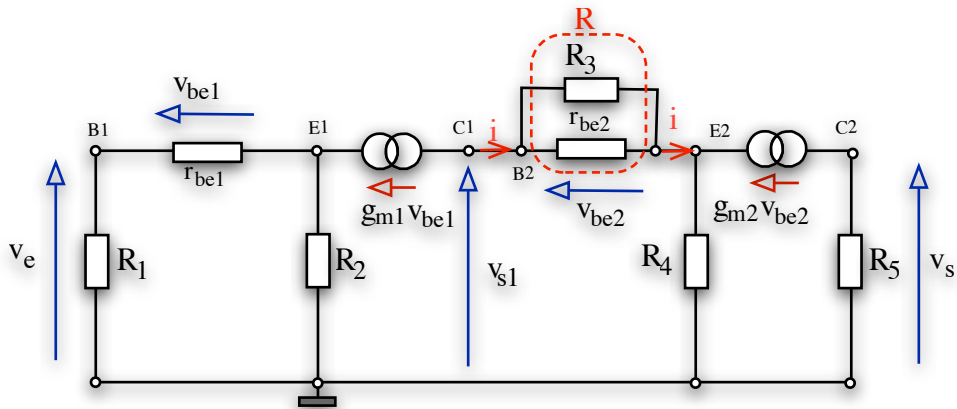 R
R3
vbe1
rbe2
B1
E1
C1
i
i
E2
C2
B2
rbe1
gm1vbe1
vbe2
gm2vbe2
ve
R1
R2
vs1
R4
R5
vs